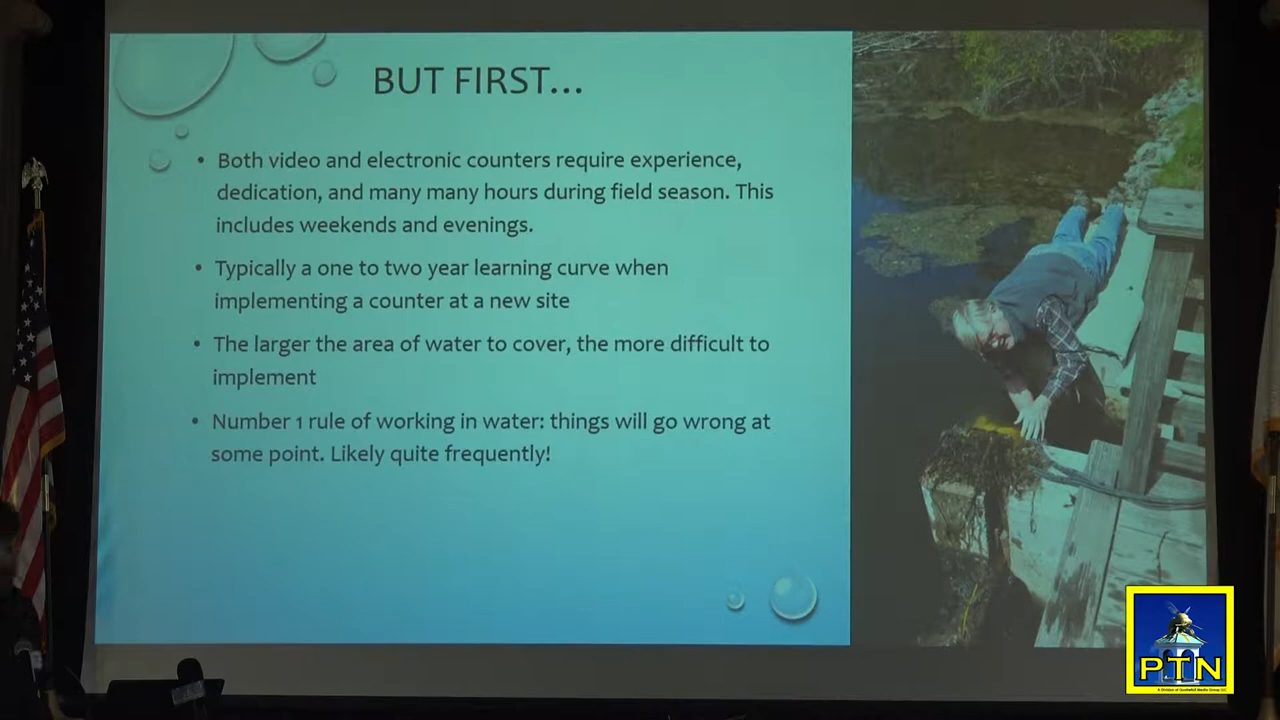 BUT FIRST...
• Both video and electronic counters require experience,
dedication, and many many hours during field season. This
includes weekends and evenings.
• Typically a one to two year learning curve when
implementing a counter at a new site
• The larger the area of water to cover, the more difficult to
implement
• Number 1 rule of working in water: things will go wrong at
some point. Likely quite frequently!
PTN